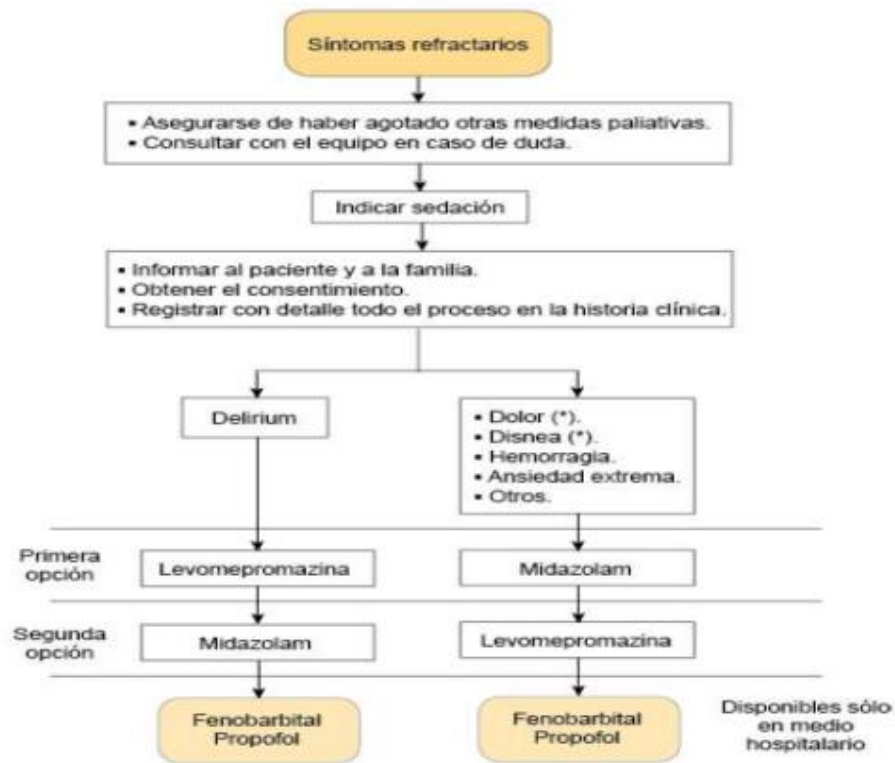 Síntomas refractarios
▪ Asegurarse de haber agotado otras medidas paliativas.
▪ Consultar con el equipo en caso de duda.
Indicar sedación
▪ Informar al paciente y a la familia.
▪ Obtener el consentimiento.
▪ Registrar con detalle todo el proceso en la historia clínica.
Delirium
▪ Dolor (*).
▪ Disnea (*).
▪ Hemorragia.
▪ Ansiedad extrema.
▪ Otros.
Primera
opción
Levomepromazina
Midazolam
Segunda
opción
Midazolam
Levomepromazina
Fenobarbital
Propofol
Fenobarbital
Propofol
Disponibles sólo
en medio
hospitalario